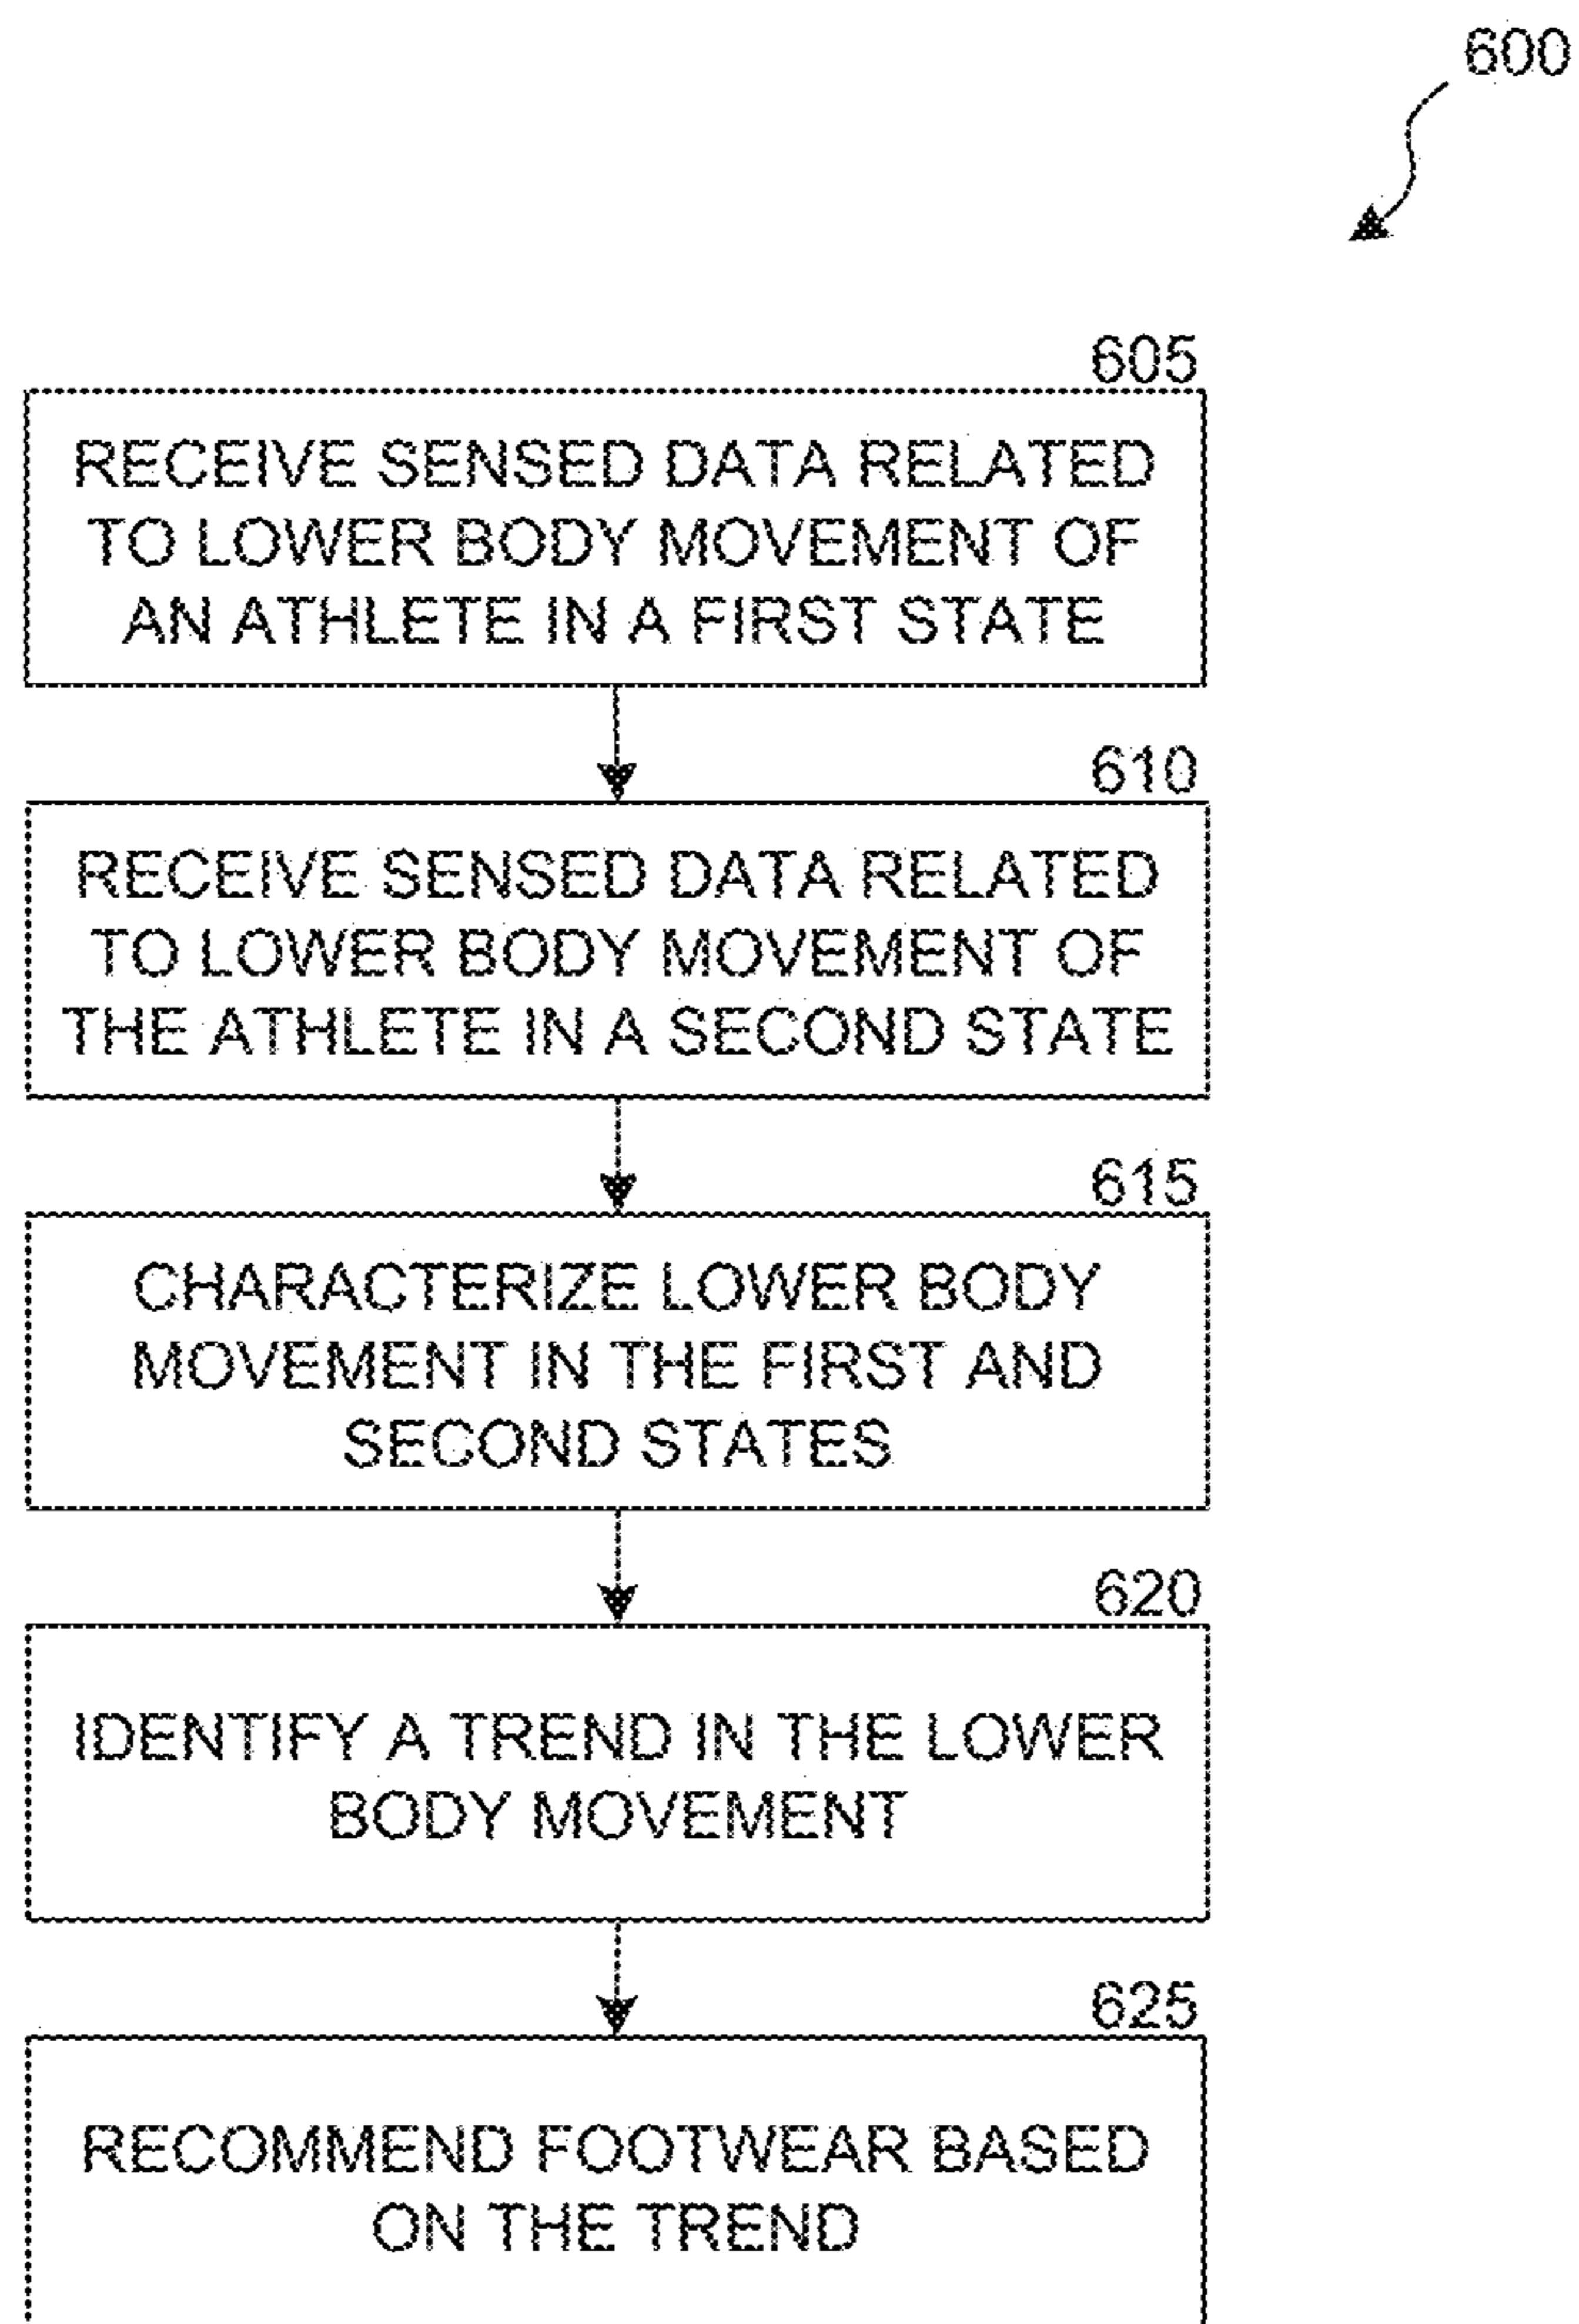 600
605
RECEIVE SENSED DATA RELATED
TO LOWER BODY MOVEMENT OF
AN ATHLETE IN A FIRST STATE
610
RECEIVE SENSED DATA RELATED
TO LOWER BODY MOVEMENT OF
THE ATHLETE IN A SECOND STATE
615
CHARACTERIZE LOWER BODY
MOVEMENT IN THE FIRST AND
SECOND STATES
620
IDENTIFY A TREND IN THE LOWER
BODY MOVEMENT
625
RECOMMEND FOOTWEAR BASED
ON THE TREND